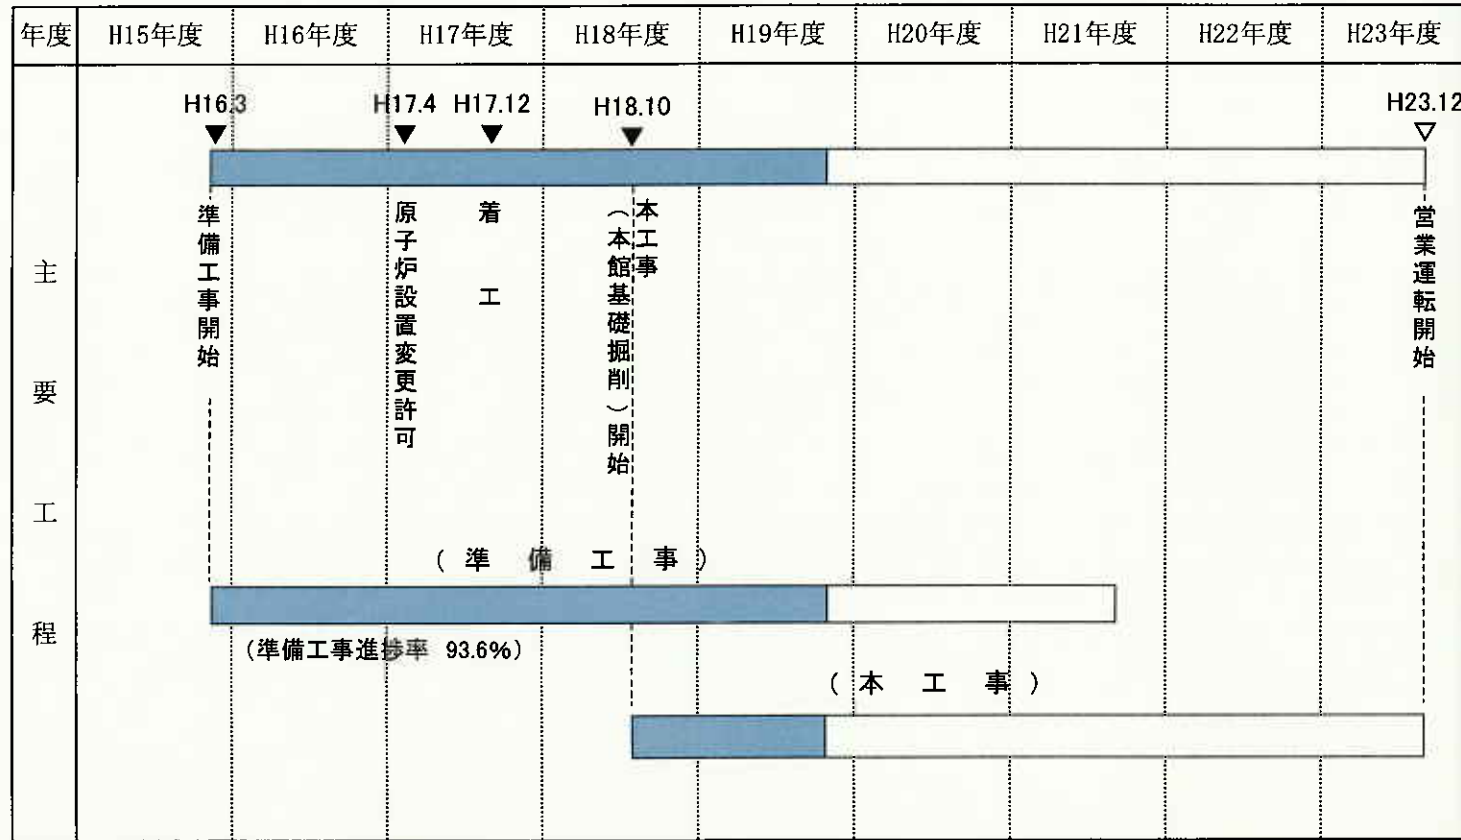 年度 H15年度 H16年度 H17年度 H18年度 H19年度 H20年度 H21年度 H22年度 H23年度
H16.3 H17.4 H17.12 H18.10 H23.12
準備工事開始
原子炉設置変更許可
着工
本工事
（本館基礎掘削）開始
営業運転開始
主要工程
(準備工事)
(準備工事進捗率 93.6%)
(本工事)